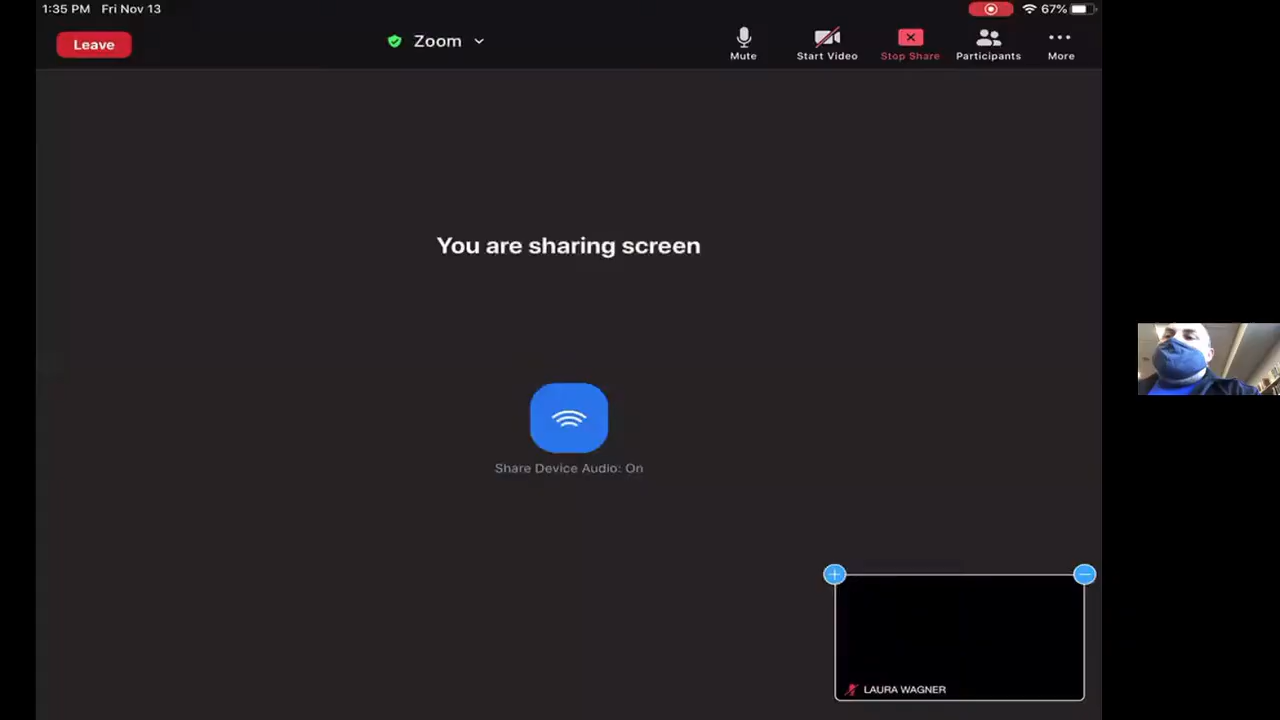 1:35 PM Fri Nov 13
67%
Leave
Zoom
Mute
Start Video
Stop Share
Participants
More
You are sharing screen
Share Device Audio: On
LAURA WAGNER